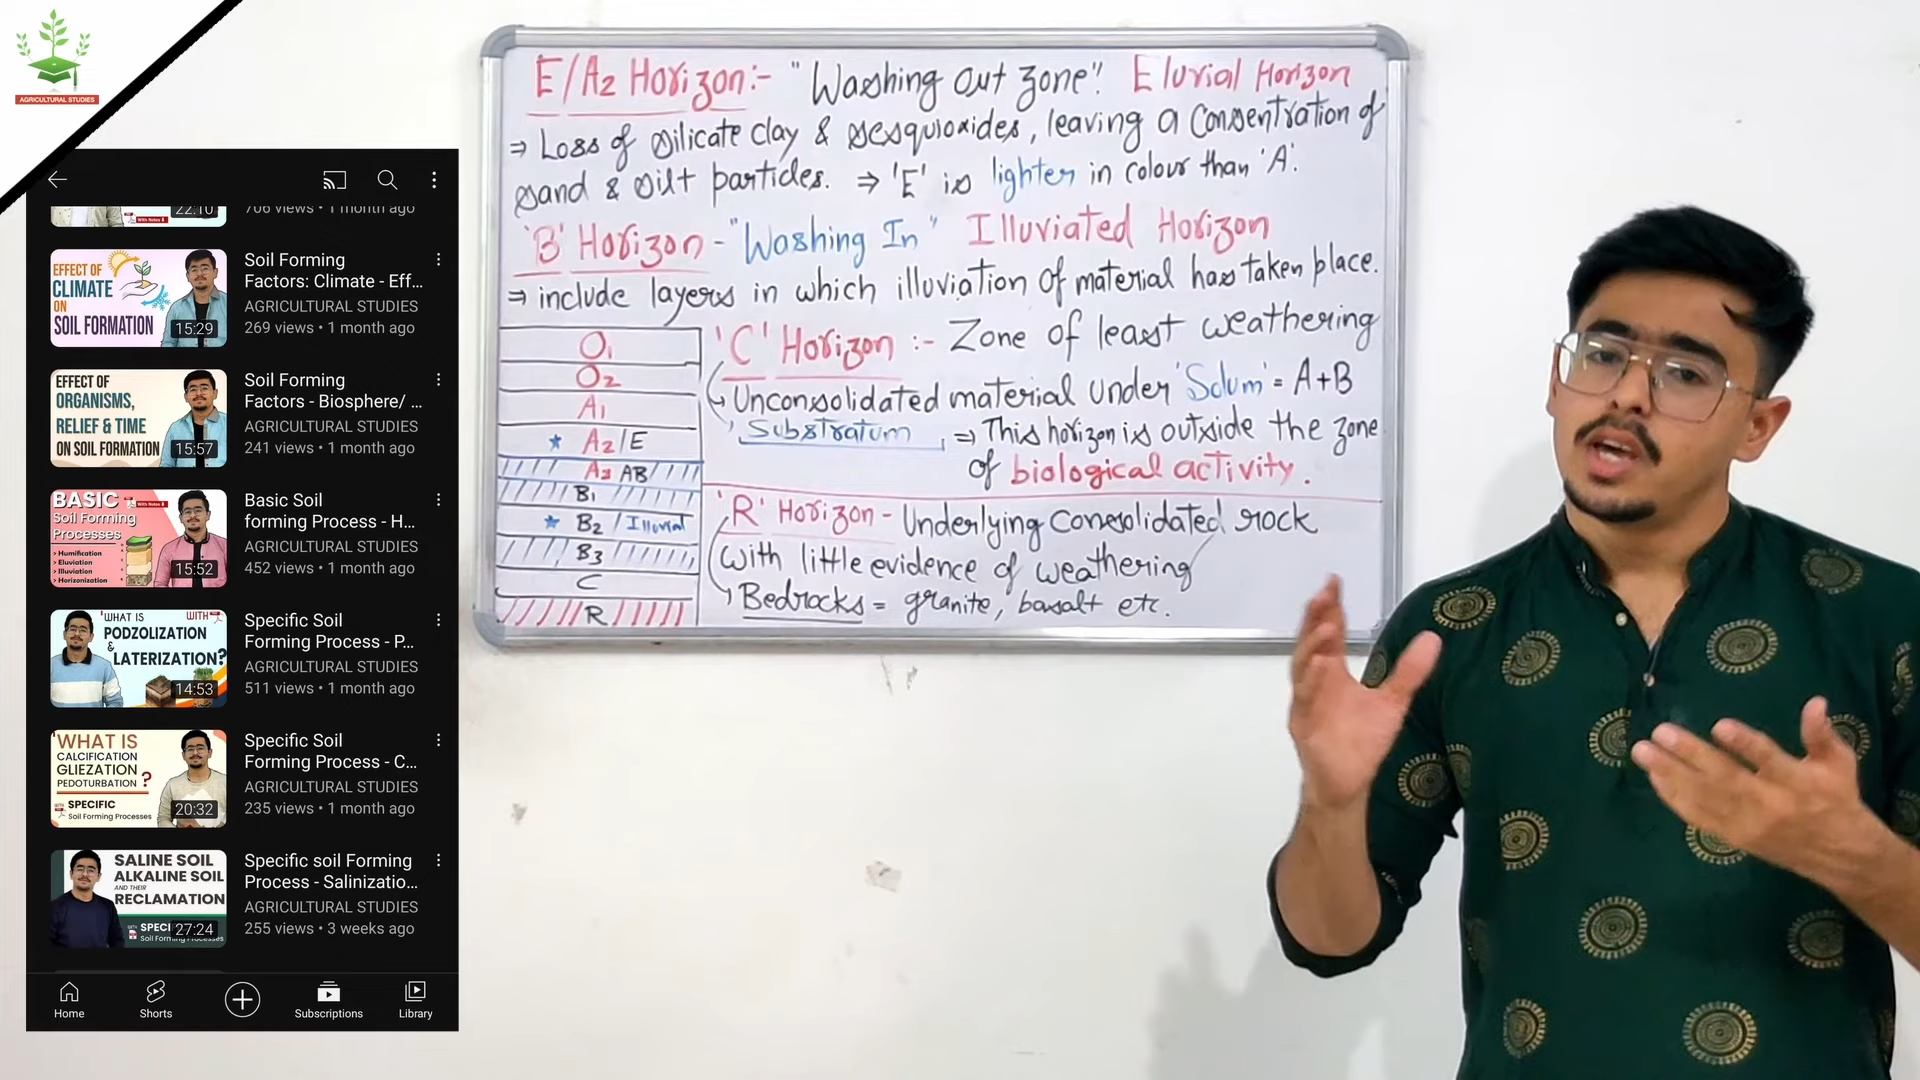 AGRICULTURAL STUDIES
22:10
706 views • 1 month ago
EFFECT OF
CLIMATE
ON
SOIL FORMATION
15:29
Soil Forming
Factors: Climate - Eff...
AGRICULTURAL STUDIES
269 views • 1 month ago
EFFECT OF
ORGANISMS,
RELIEF & TIME
ON SOIL FORMATION
15:57
Soil Forming
Factors - Biosphere/ ...
AGRICULTURAL STUDIES
241 views • 1 month ago
BASIC
Soil Forming
Processes
> Humification
> Eluviation
> Illuviation
> Horizonization
15:52
Basic Soil
forming Process - H...
AGRICULTURAL STUDIES
452 views • 1 month ago
WHAT IS
WITH
PODZOLIZATION
&
LATERIZATION?
14:53
Specific Soil
Forming Process - P...
AGRICULTURAL STUDIES
511 views • 1 month ago
WHAT IS
CALCIFICATION
GLIEZATION
PEDOTURBATION ?
SPECIFIC
Soil Forming Processes
20:32
Specific Soil
Forming Process - C...
AGRICULTURAL STUDIES
235 views • 1 month ago
SALINE SOIL
ALKALINE SOIL
AND THEIR
RECLAMATION
SPECI
27:24
Specific soil Forming
Process - Salinizatio...
AGRICULTURAL STUDIES
255 views • 3 weeks ago
Home
Shorts
Subscriptions
Library
E/A2 Horizon:- "Washing Out Zone". Eluvial Horizon
⇒ Loss of silicate clay & sesquioxides, leaving a Consentration of
sand & silt particles. ⇒ 'E' is lighter in colour than 'A'.
'B' Horizon - "Washing In" Illuviated Horizon
⇒ include layers in which illuviation of material has taken place.
'C' Horizon :- Zone of least weathering
Unconsolidated material under 'Solum' = A+B
Substratum ⇒ This horizon is outside the zone
of biological activity.
'R' Horizon - Underlying Consolidated rock
with little evidence of weathering
Bedrocks = granite, basalt etc.
O1
O2
A1
★ A2/E
A3 AB
B1
★ B2 / Illuvial
B3
C
R